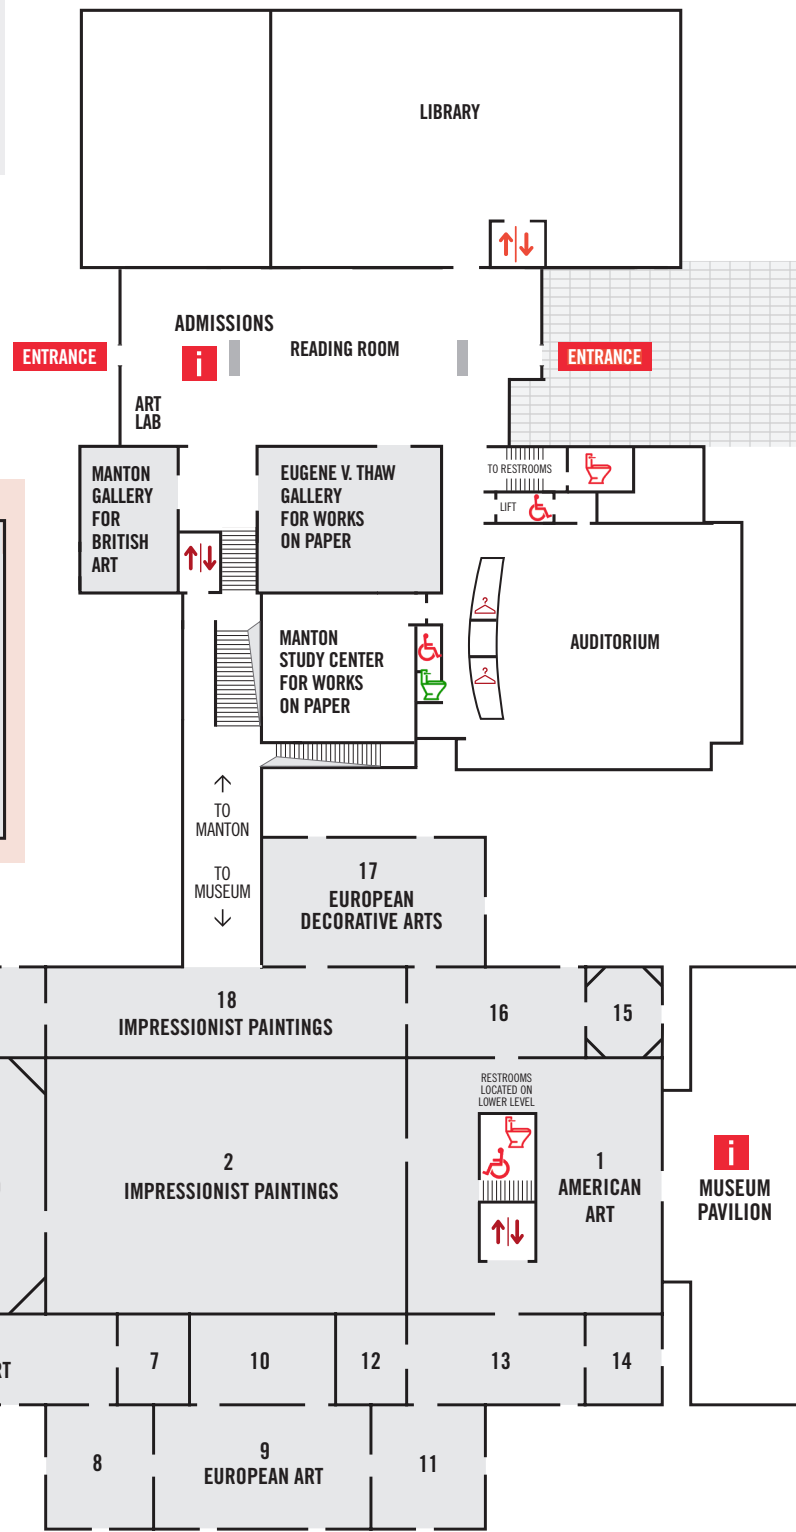 LIBRARY
ADMISSIONS
ENTRANCE
i
READING ROOM
ENTRANCE
ART
LAB
MANTON
GALLERY
FOR
BRITISH
ART
EUGENE V. THAW
GALLERY
FOR WORKS
ON PAPER
TO RESTROOMS
LIFT
MANTON
STUDY CENTER
FOR WORKS
ON PAPER
AUDITORIUM
TO
MANTON
TO
MUSEUM
17
EUROPEAN
DECORATIVE ARTS
18
IMPRESSIONIST PAINTINGS
16
15
RESTROOMS
LOCATED ON
LOWER LEVEL
2
IMPRESSIONIST PAINTINGS
1
AMERICAN
ART
i
MUSEUM
PAVILION
RT
7
10
12
13
14
8
9
EUROPEAN ART
11